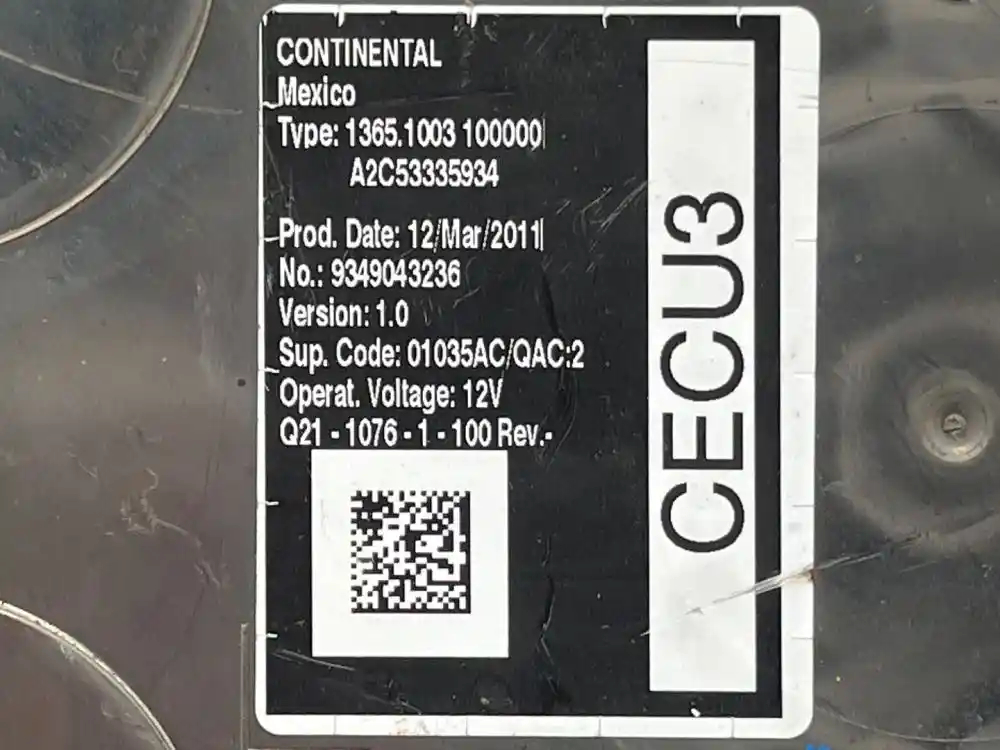 CONTINENTAL
Mexico
Type: 1365.1003 100000
A2C53335934
Prod. Date: 12/Mar/2011
No.: 9349043236
Version: 1.0
Sup. Code: 01035AC/QAC:2
Operat. Voltage: 12V
Q21 - 1076 - 1 - 100 Rev.-
CECU3